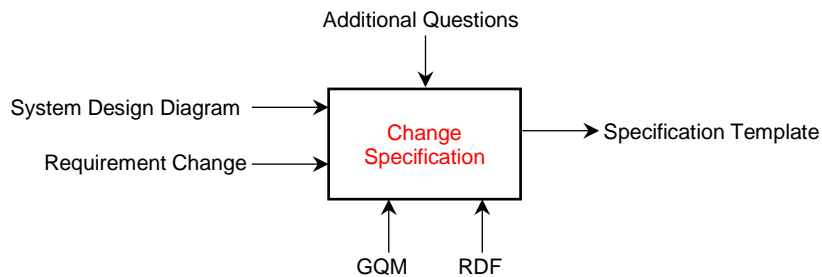 Additional Questions
System Design Diagram
Change
Specification
Specification Template
Requirement Change
GQM
RDF